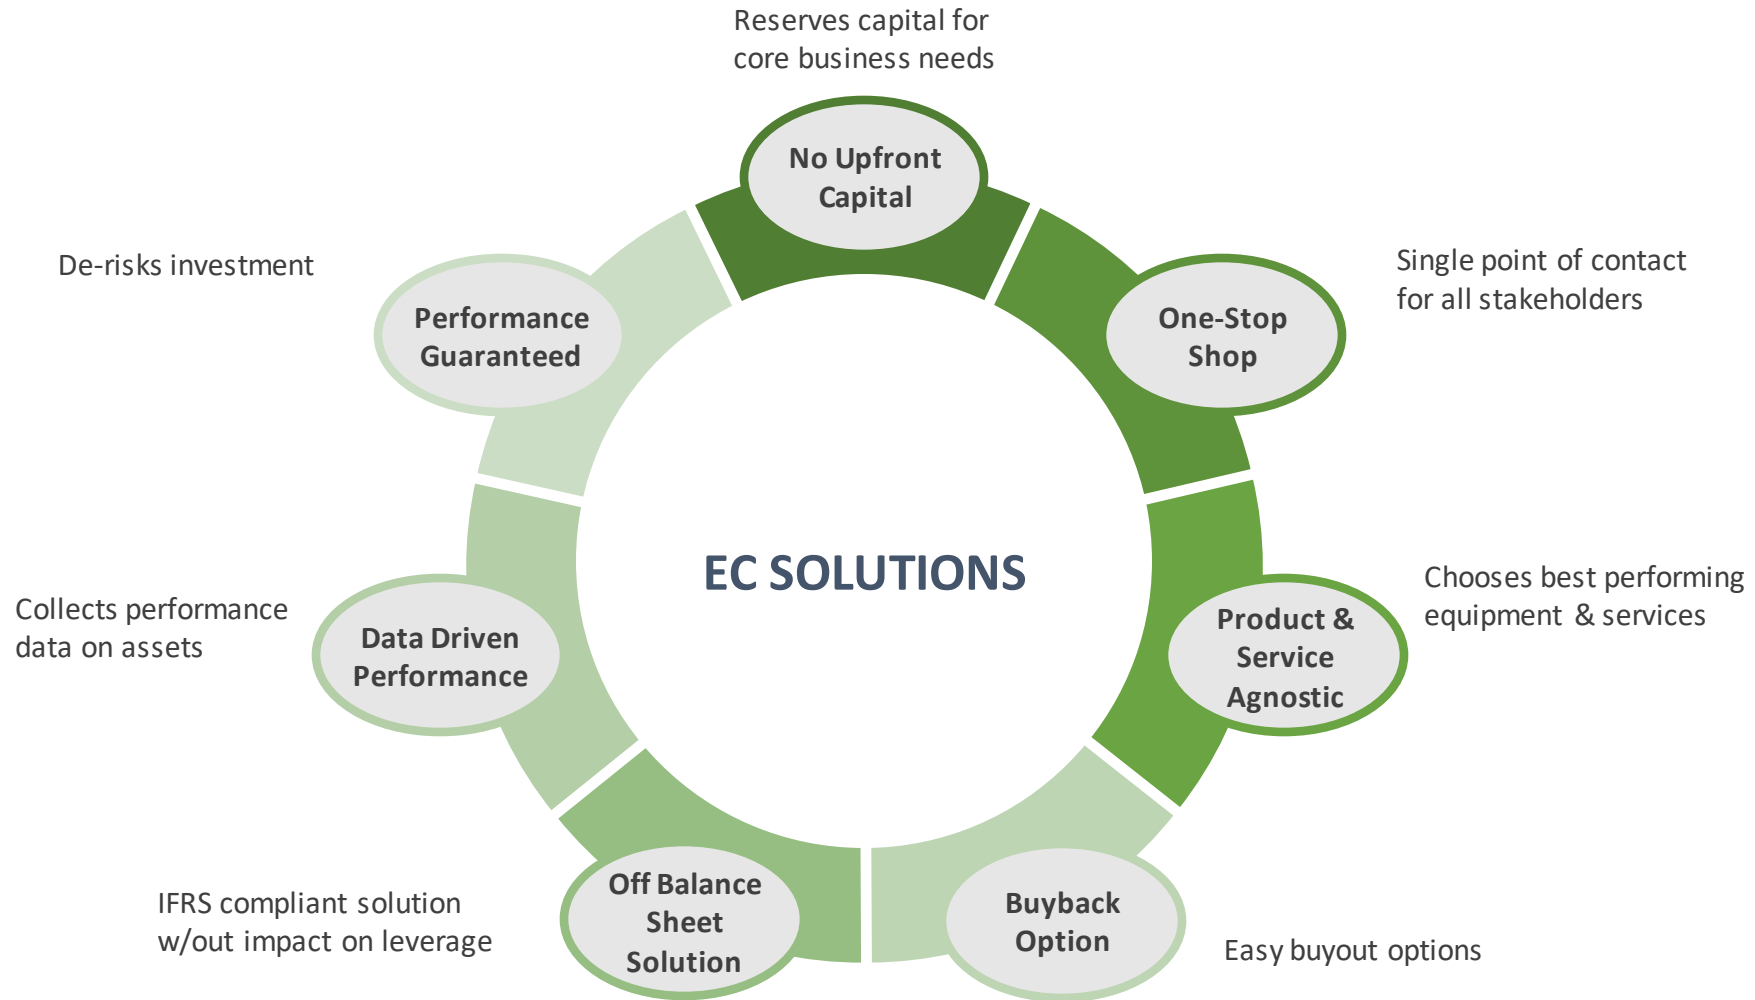 Reserves capital for
core business needs
No Upfront
Capital
De-risks investment
Performance
Guaranteed
Single point of contact
for all stakeholders
One-Stop
Shop
EC SOLUTIONS
Collects performance
data on assets
Data Driven
Performance
Chooses best performing
equipment & services
Product &
Service
Agnostic
IFRS compliant solution
w/out impact on leverage
Off Balance
Sheet
Solution
Buyback
Option
Easy buyout options